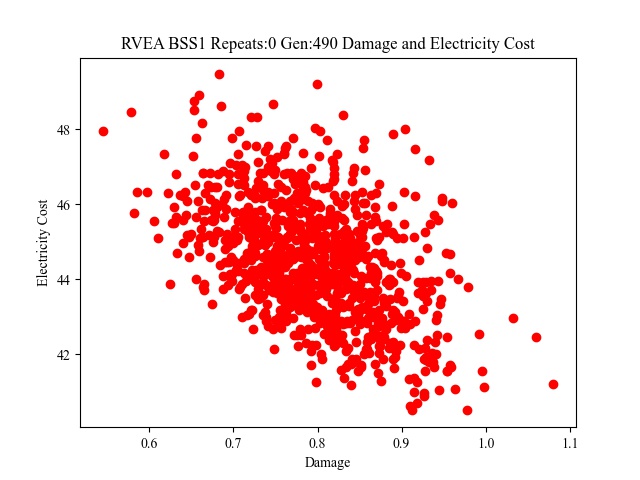 RVEA BSS1 Repeats:0 Gen:490 Damage and Electricity Cost
Electricity Cost
48
46
44
42
0.6 0.7 0.8 0.9 1.0 1.1
Damage